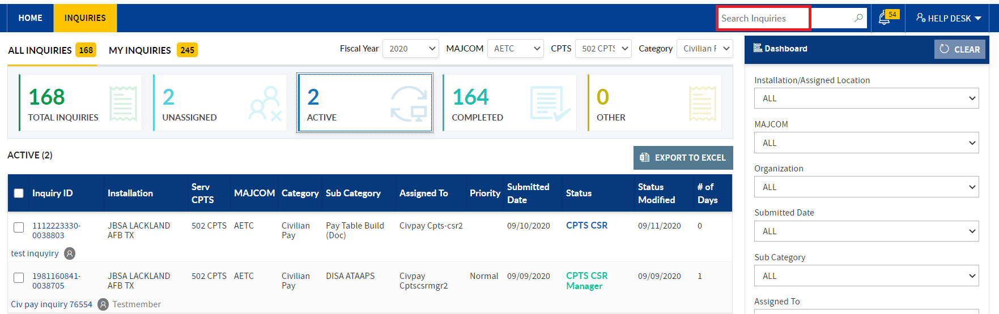 HOME INQUIRIES Search Inquiries 54 HELP DESK
ALL INQUIRIES 168 MY INQUIRIES 245 Fiscal Year 2020 MAJCOM AETC CPTS 502 CPTS Category Civilian F
Dashboard CLEAR
168 2 2 164 0
TOTAL INQUIRIES UNASSIGNED ACTIVE COMPLETED OTHER
ACTIVE (2) EXPORT TO EXCEL
Inquiry ID Installation Serv CPTS MAJCOM Category Sub Category Assigned To Priority Submitted Date Status Status Modified # of Days
1112223330- JBSA LACKLAND 502 CPTS AETC Civilian Pay Table Build Civpay Cpts-csr2 09/10/2020 CPTS CSR 09/11/2020 0
0038803 AFB TX Pay (Doc)
test inquyiry
1981160841- JBSA LACKLAND 502 CPTS AETC Civilian DISA ATAAPS Civpay Normal 09/09/2020 CPTS CSR 09/09/2020 1
0038705 AFB TX Pay Cptscsrmgr2 Manager
Civ pay inquiry 76554 Testmember
Installation/Assigned Location
ALL
MAJCOM
ALL
Organization
ALL
Submitted Date
ALL
Sub Category
ALL
Assigned To